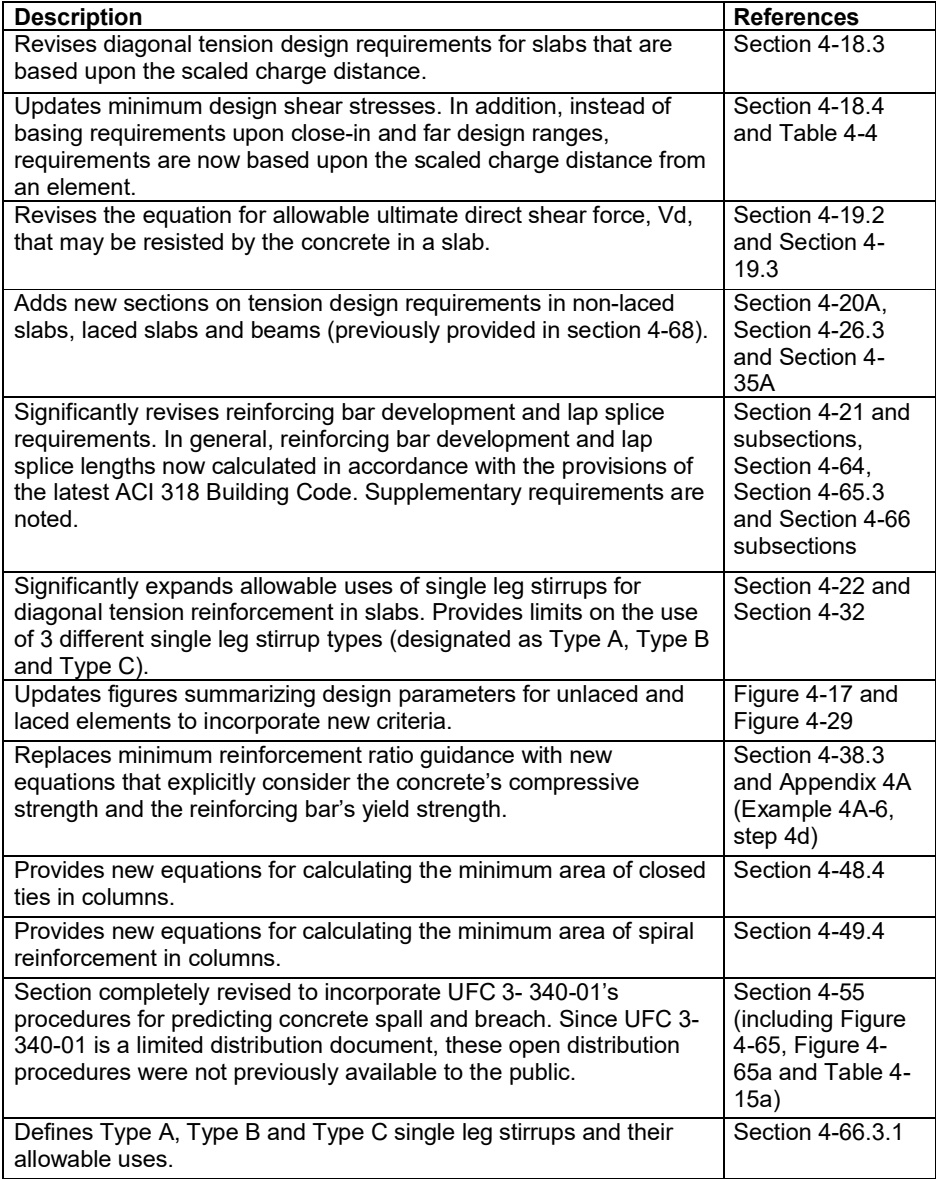 Description
References
Revises diagonal tension design requirements for slabs that are
based upon the scaled charge distance.
Section 4-18.3
Updates minimum design shear stresses. In addition, instead of
basing requirements upon close-in and far design ranges,
requirements are now based upon the scaled charge distance from
an element.
Section 4-18.4
and Table 4-4
Revises the equation for allowable ultimate direct shear force, Vd,
that may be resisted by the concrete in a slab.
Section 4-19.2
and Section 4-
19.3
Adds new sections on tension design requirements in non-laced
slabs, laced slabs and beams (previously provided in section 4-68).
Section 4-20A,
Section 4-26.3
and Section 4-
35A
Significantly revises reinforcing bar development and lap splice
requirements. In general, reinforcing bar development and lap
splice lengths now calculated in accordance with the provisions of
the latest ACI 318 Building Code. Supplementary requirements are
noted.
Section 4-21 and
subsections,
Section 4-64,
Section 4-65.3
and Section 4-66
subsections
Significantly expands allowable uses of single leg stirrups for
diagonal tension reinforcement in slabs. Provides limits on the use
of 3 different single leg stirrup types (designated as Type A, Type B
and Type C).
Section 4-22 and
Section 4-32
Updates figures summarizing design parameters for unlaced and
laced elements to incorporate new criteria.
Figure 4-17 and
Figure 4-29
Replaces minimum reinforcement ratio guidance with new
equations that explicitly consider the concrete's compressive
strength and the reinforcing bar's yield strength.
Section 4-38.3
and Appendix 4A
(Example 4A-6,
step 4d)
Provides new equations for calculating the minimum area of closed
ties in columns.
Section 4-48.4
Provides new equations for calculating the minimum area of spiral
reinforcement in columns.
Section 4-49.4
Section completely revised to incorporate UFC 3- 340-01's
procedures for predicting concrete spall and breach. Since UFC 3-
340-01 is a limited distribution document, these open distribution
procedures were not previously available to the public.
Section 4-55
(including Figure
4-65, Figure 4-
65a and Table 4-
15a)
Defines Type A, Type B and Type C single leg stirrups and their
allowable uses.
Section 4-66.3.1